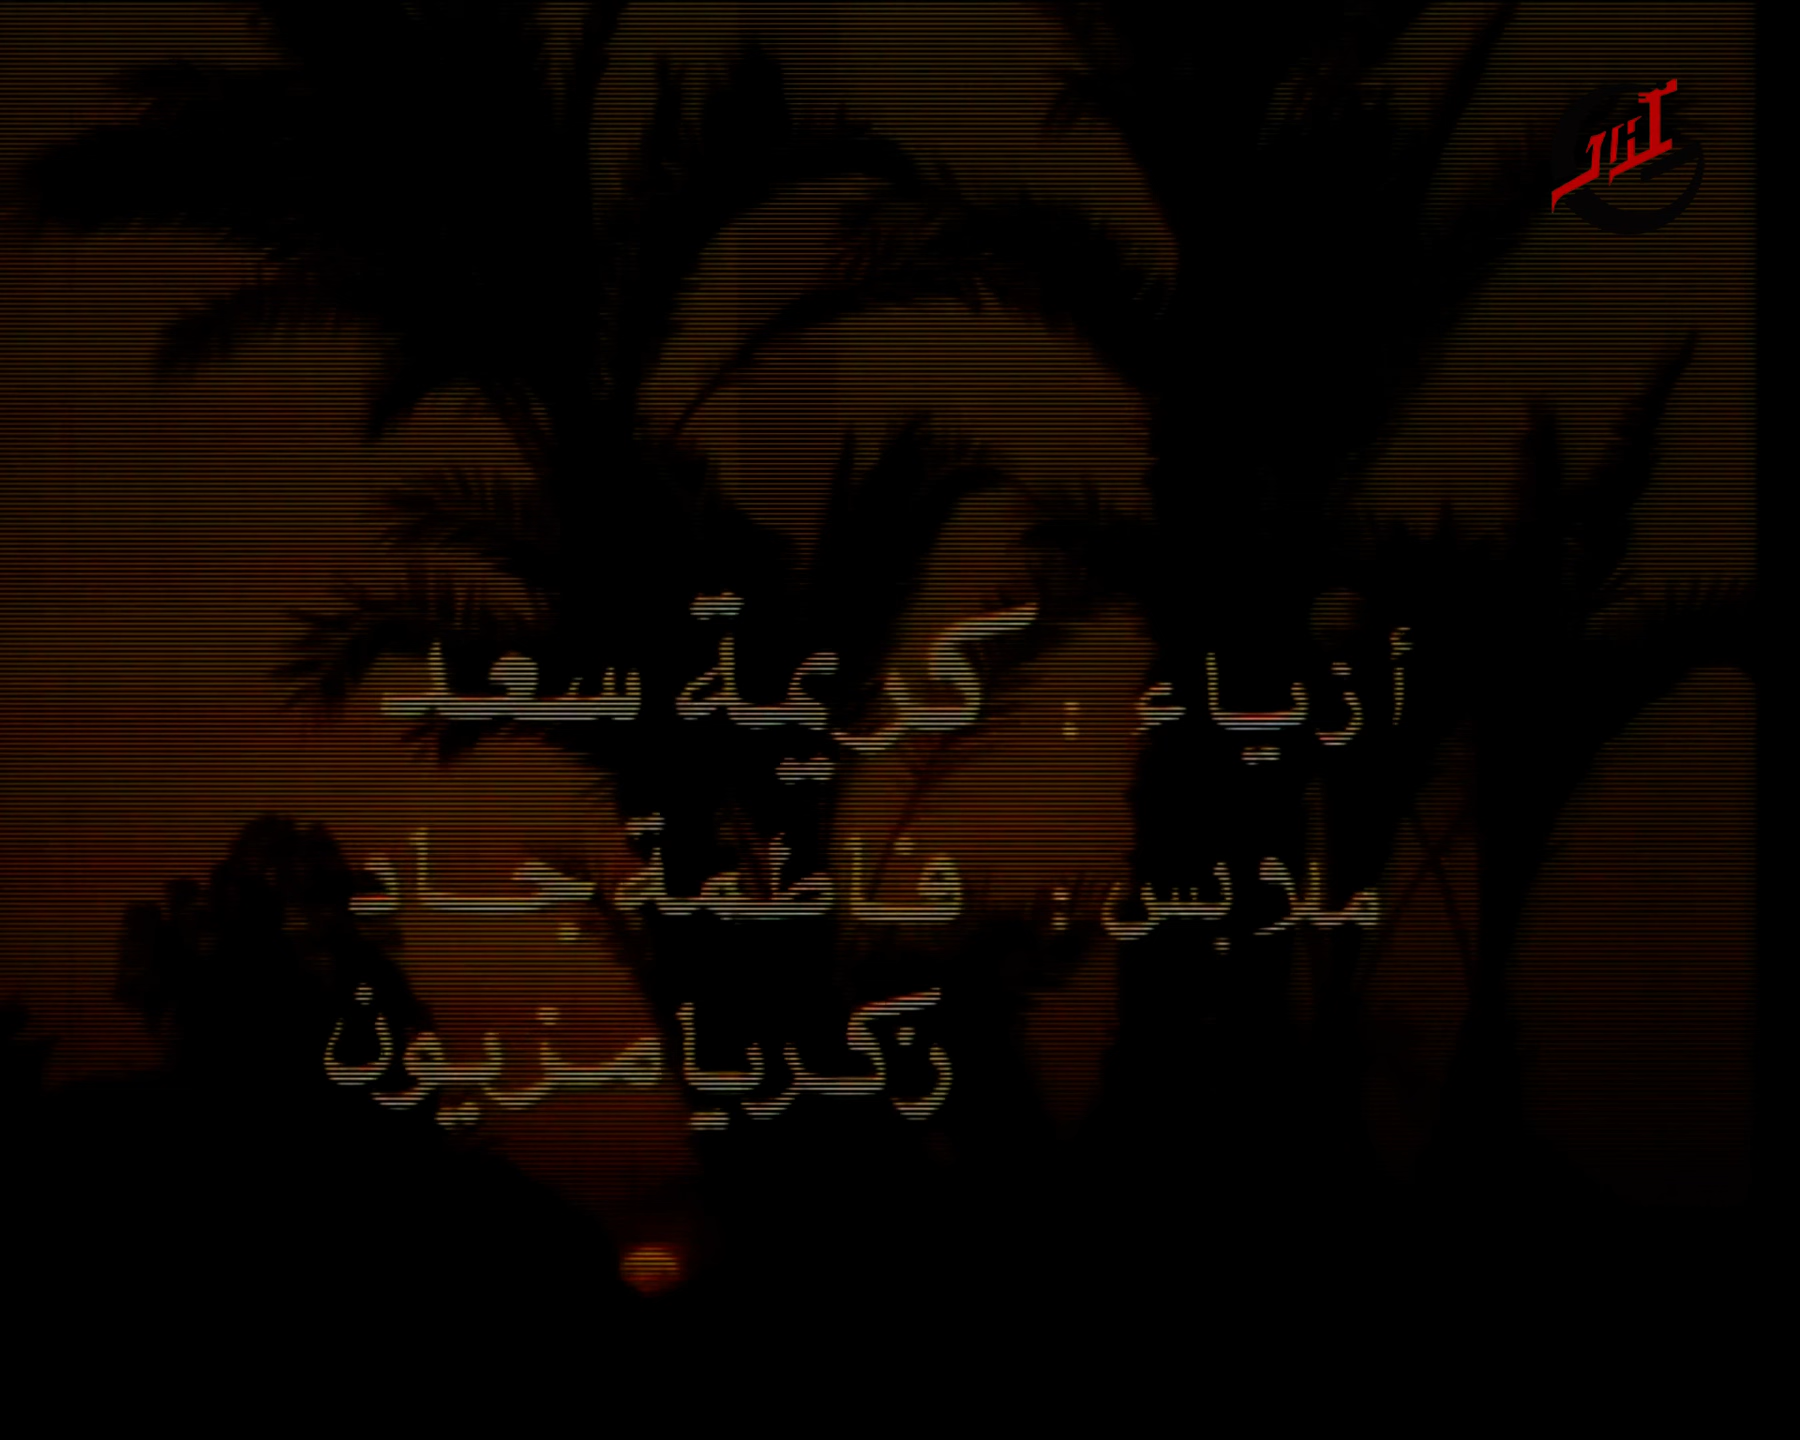 أزياء : كريمة سعد
ملابس : فاطمة جاد
زكريا مزيون